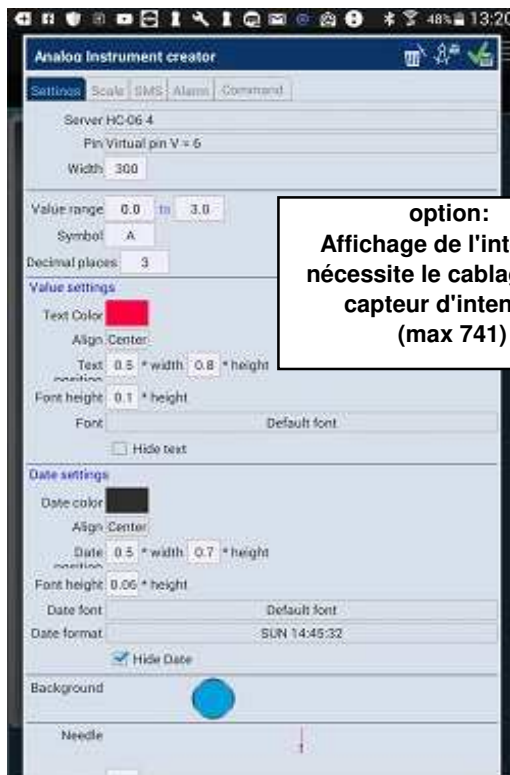 48% 13:20
Analog Instrument creator
Settings Scale SMS Alarm Command
Server HC-06 4
Pin Virtual pin V = 6
Width 300
Value range 0.0 to 3.0
Symbol A
Decimal places 3
Value settings
Text Color
Align Center
Text position 0.5 * width 0.8 * height
Font height 0.1 * height
Font Default font
Hide text
Date settings
Date color
Align Center
Date position 0.5 * width 0.7 * height
Font height 0.06 * height
Date font Default font
Date format SUN 14:45:32
Hide Date
Background
Needle
option:
Affichage de l'int
nécessite le cablag
capteur d'inten
(max 741)